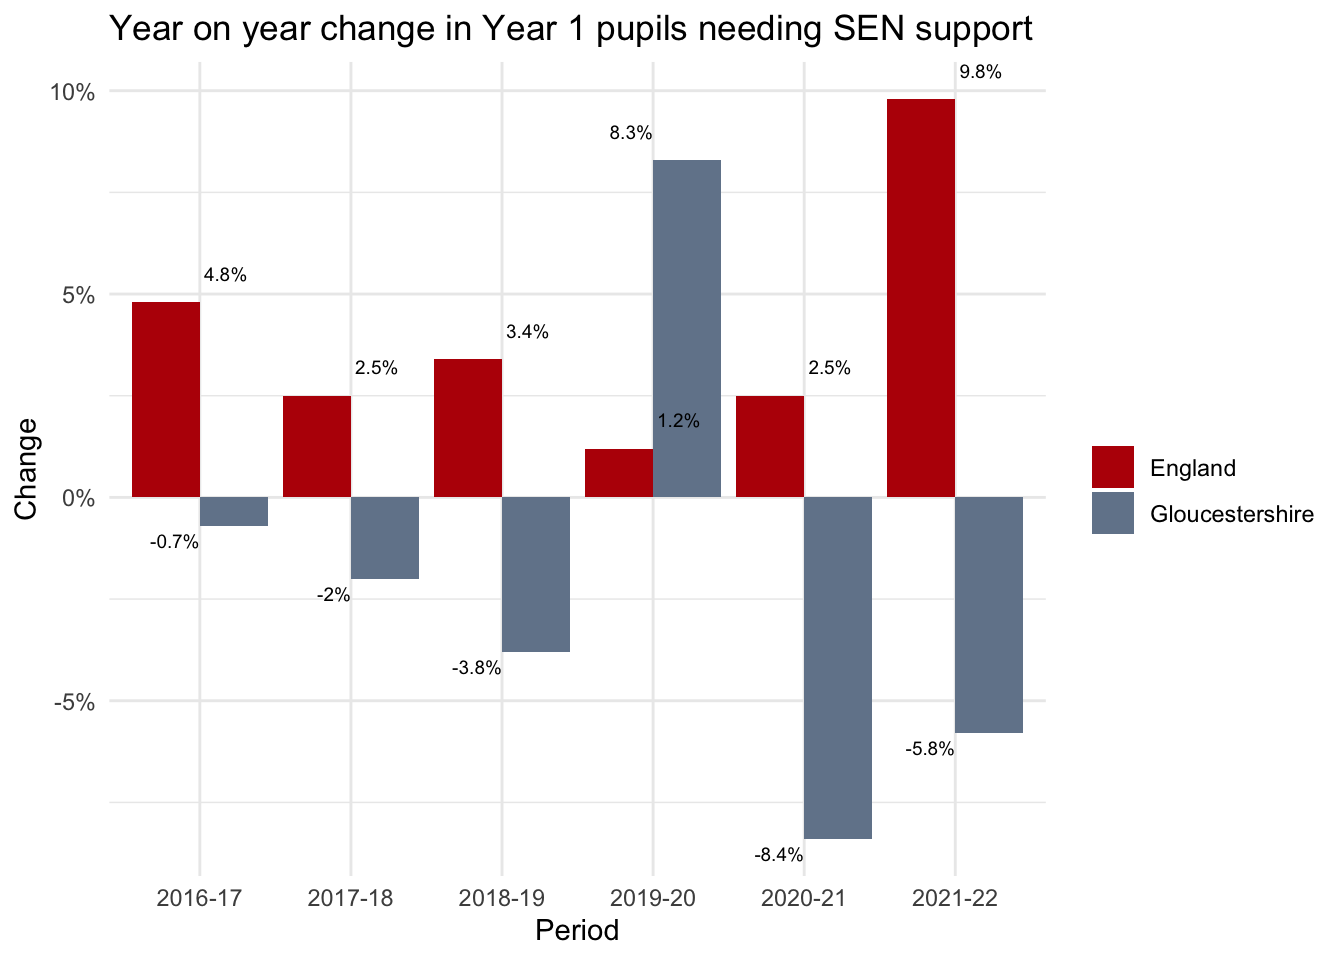 Year on year change in Year 1 pupils needing SEN support
10%
5%
0%
-5%
Change
9.8%
8.3%
4.8%
3.4%
2.5%
2.5%
1.2%
-0.7%
-2%
-3.8%
-5.8%
-8.4%
2016-17 2017-18 2018-19 2019-20 2020-21 2021-22
Period
England
Gloucestershire